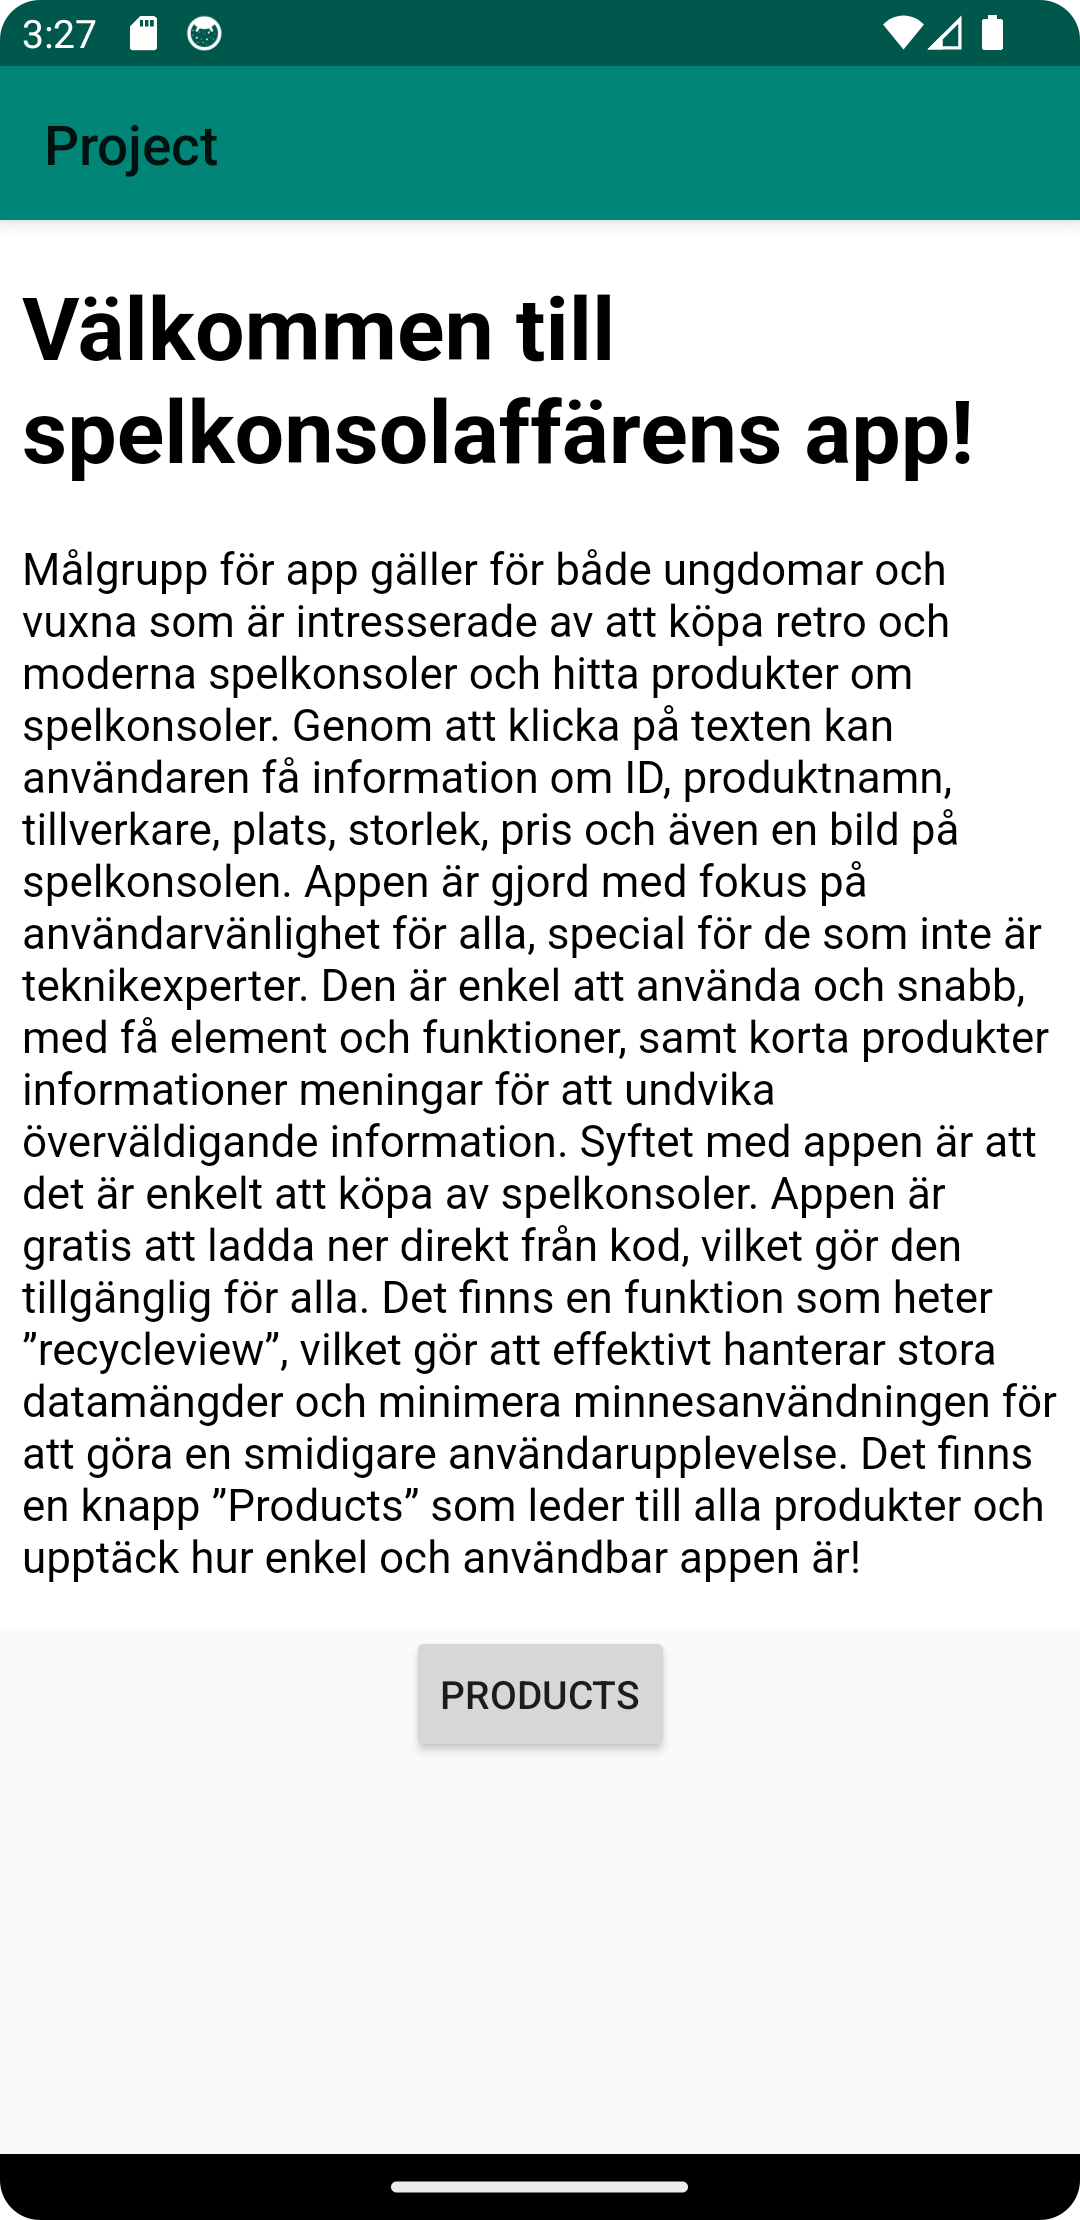 3:27
Project
Välkommen till
spelkonsolaffärens app!
Målgrupp för app gäller för både ungdomar och
vuxna som är intresserade av att köpa retro och
moderna spelkonsoler och hitta produkter om
spelkonsoler. Genom att klicka på texten kan
användaren få information om ID, produktnamn,
tillverkare, plats, storlek, pris och även en bild på
spelkonsolen. Appen är gjord med fokus på
användarvänlighet för alla, special för de som inte är
teknikexperter. Den är enkel att använda och snabb,
med få element och funktioner, samt korta produkter
informationer meningar för att undvika
överväldigande information. Syftet med appen är att
det är enkelt att köpa av spelkonsoler. Appen är
gratis att ladda ner direkt från kod, vilket gör den
tillgänglig för alla. Det finns en funktion som heter
”recycleview”, vilket gör att effektivt hanterar stora
datamängder och minimera minnesanvändningen för
att göra en smidigare användarupplevelse. Det finns
en knapp ”Products” som leder till alla produkter och
upptäck hur enkel och användbar appen är!
PRODUCTS